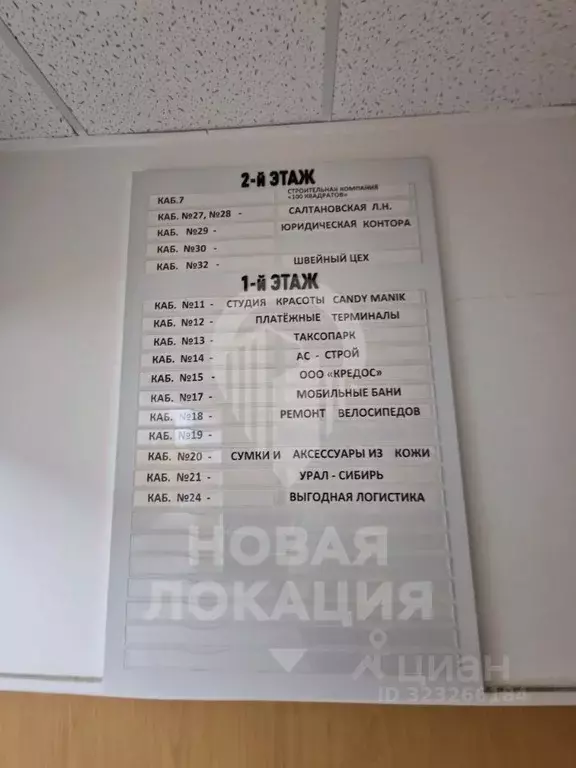 2-й ЭТАЖ
КАБ.7 СТРОИТЕЛЬНАЯ КОМПАНИЯ
«100 КВАДРАТОВ»
КАБ. №27, №28 - САЛТАНОВСКАЯ Л.Н.
КАБ. №29 - ЮРИДИЧЕСКАЯ КОНТОРА
КАБ. №30 -
КАБ. №32 - ШВЕЙНЫЙ ЦЕХ
1-й ЭТАЖ
КАБ. №11 - СТУДИЯ КРАСОТЫ CANDY MANIK
КАБ. №12 - ПЛАТЁЖНЫЕ ТЕРМИНАЛЫ
КАБ. №13 - ТАКСОПАРК
КАБ. №14 - АС - СТРОЙ
КАБ. №15 - ООО «КРЕДОС»
КАБ. №17 - МОБИЛЬНЫЕ БАНИ
КАБ. №18 - РЕМОНТ ВЕЛОСИПЕДОВ
КАБ. №19 -
КАБ. №20 - СУМКИ И АКСЕССУАРЫ ИЗ КОЖИ
КАБ. №21 - УРАЛ - СИБИРЬ
КАБ. №24 - ВЫГОДНАЯ ЛОГИСТИКА
НОВАЯ
ЛОКАЦИЯ
циан
ID 323266184